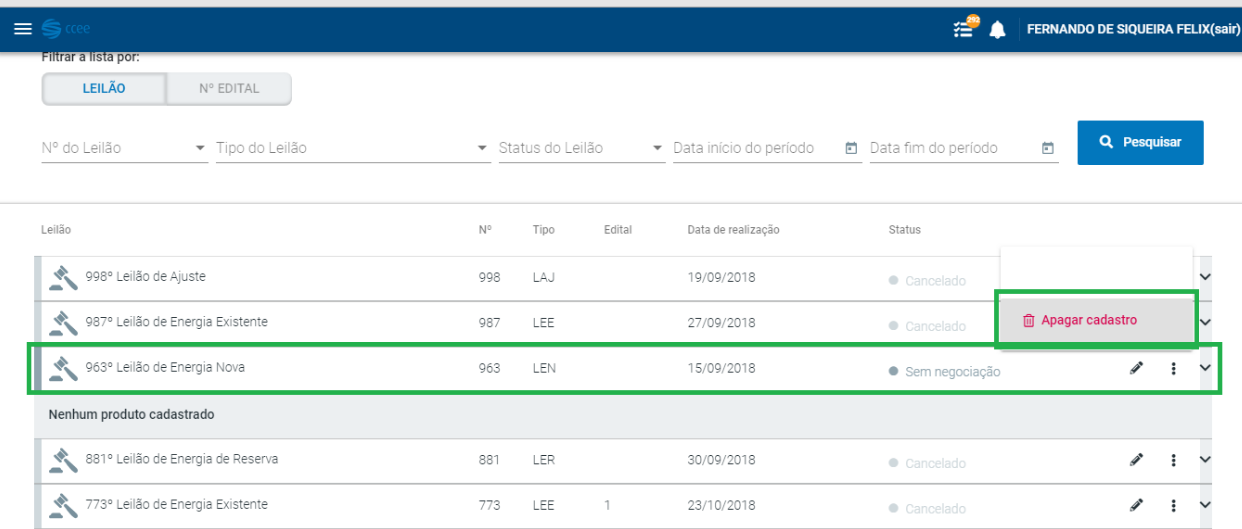 ccee 292 FERNANDO DE SIQUEIRA FELIX(sair)
Filtrar a lista por:
LEILÃO Nº EDITAL
Nº do Leilão Tipo do Leilão Status do Leilão Data início do período Data fim do período Pesquisar
Leilão Nº Tipo Edital Data de realização Status
998º Leilão de Ajuste 998 LAJ 19/09/2018 Cancelado
987º Leilão de Energia Existente 987 LEE 27/09/2018 Cancelado Apagar cadastro
963º Leilão de Energia Nova 963 LEN 15/09/2018 Sem negociação
Nenhum produto cadastrado
881º Leilão de Energia de Reserva 881 LER 30/09/2018 Cancelado
773º Leilão de Energia Existente 773 LEE 1 23/10/2018 Cancelado